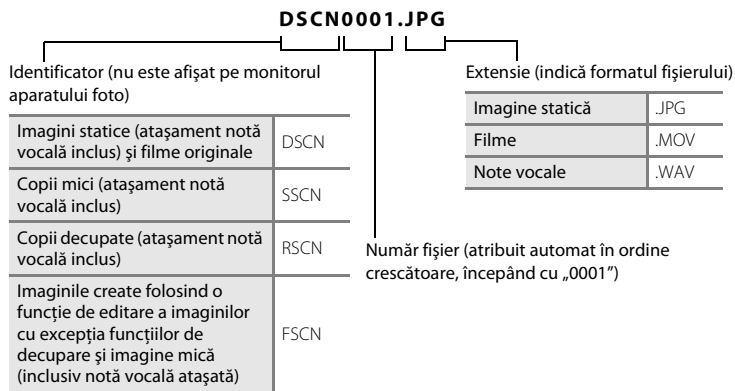 DSCN0001.JPG
Identificator (nu este afişat pe monitorul
aparatului foto)
Imagini statice (ataşament notă
vocală inclus) şi filme originale
DSCN
Copii mici (ataşament notă
vocală inclus)
SSCN
Copii decupate (ataşament notă
vocală inclus)
RSCN
Imaginile create folosind o
funcţie de editare a imaginilor
cu excepţia funcţiilor de
decupare şi imagine mică
(inclusiv notă vocală ataşată)
FSCN
Extensie (indică formatul fişierului)
Imagine statică .JPG
Filme .MOV
Note vocale .WAV
Număr fişier (atribuit automat în ordine
crescătoare, începând cu „0001”)